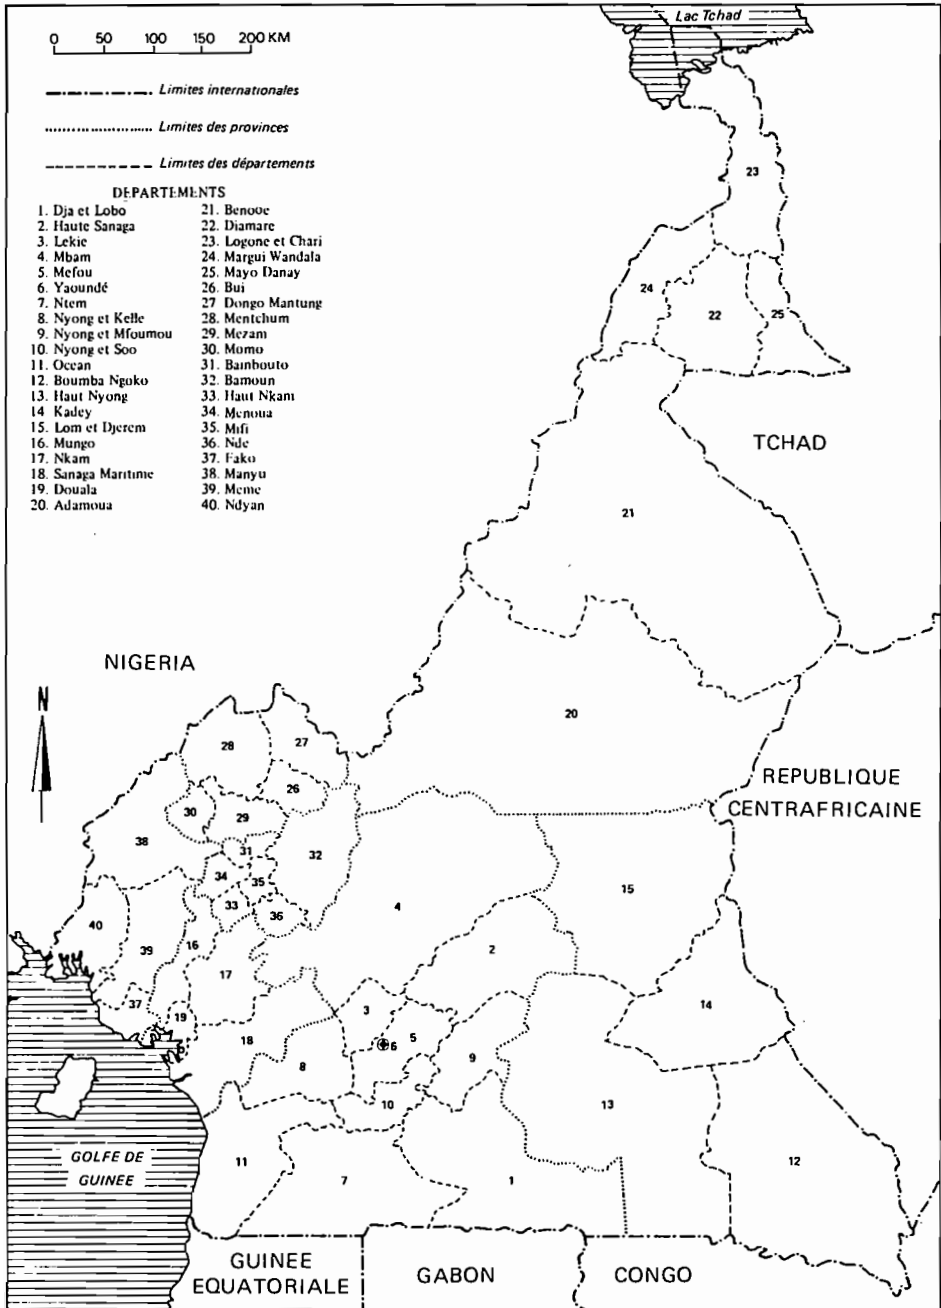 Lac Tchad
0 50 100 150 200 KM
Limites internationales
Limites des provinces
Limites des départements
DEPARTEMENTS
1. Dja et Lobo
2. Haute Sanaga
3. Lekie
4. Mbam
5. Mefou
6. Yaoundé
7. Ntem
8. Nyong et Kelle
9. Nyong et Mfoumou
10. Nyong et Soo
11. Ocean
12. Boumba Ngoko
13. Haut Nyong
14. Kadey
15. Lom et Djerem
16. Mungo
17. Nkam
18. Sanaga Maritime
19. Douala
20. Adamoua
21. Benoue
22. Diamare
23. Logone et Chari
24. Margui Wandala
25. Mayo Danay
26. Bui
27. Dongo Mantung
28. Mentchum
29. Mezam
30. Momo
31. Bambouto
32. Bamoun
33. Haut Nkam
34. Menoua
35. Mifi
36. Nde
37. Fako
38. Manyu
39. Meme
40. Ndyan
23
24
22
25
TCHAD
21
NIGERIA
N
20
28
27
26
REPUBLIQUE
CENTRAFRICAINE
30
29
38
31
32
34
35
33
36
15
4
40
39
16
17
2
37
19
18
3
5
6
14
9
8
10
13
11
7
1
12
GOLFE DE
GUINEE
GUINEE
EQUATORIALE
GABON
CONGO